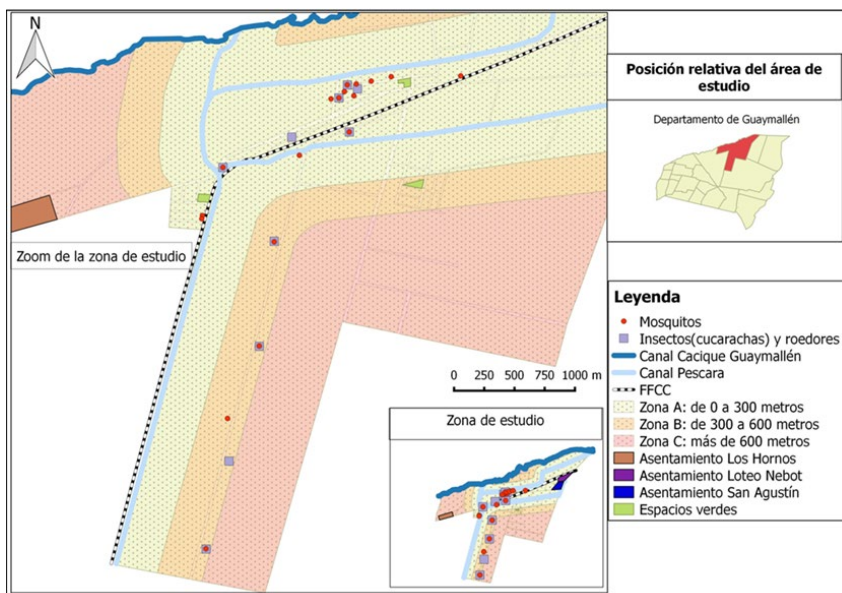 N
Zoom de la zona de estudio
0 250 500 750 1000 m
Zona de estudio
Posición relativa del área de
estudio
Departamento de Guaymallén
Leyenda
Mosquitos
Insectos(cucarachas) y roedores
Canal Cacique Guaymallén
Canal Pescara
FFCC
Zona A: de 0 a 300 metros
Zona B: de 300 a 600 metros
Zona C: más de 600 metros
Asentamiento Los Hornos
Asentamiento Loteo Nebot
Asentamiento San Agustín
Espacios verdes